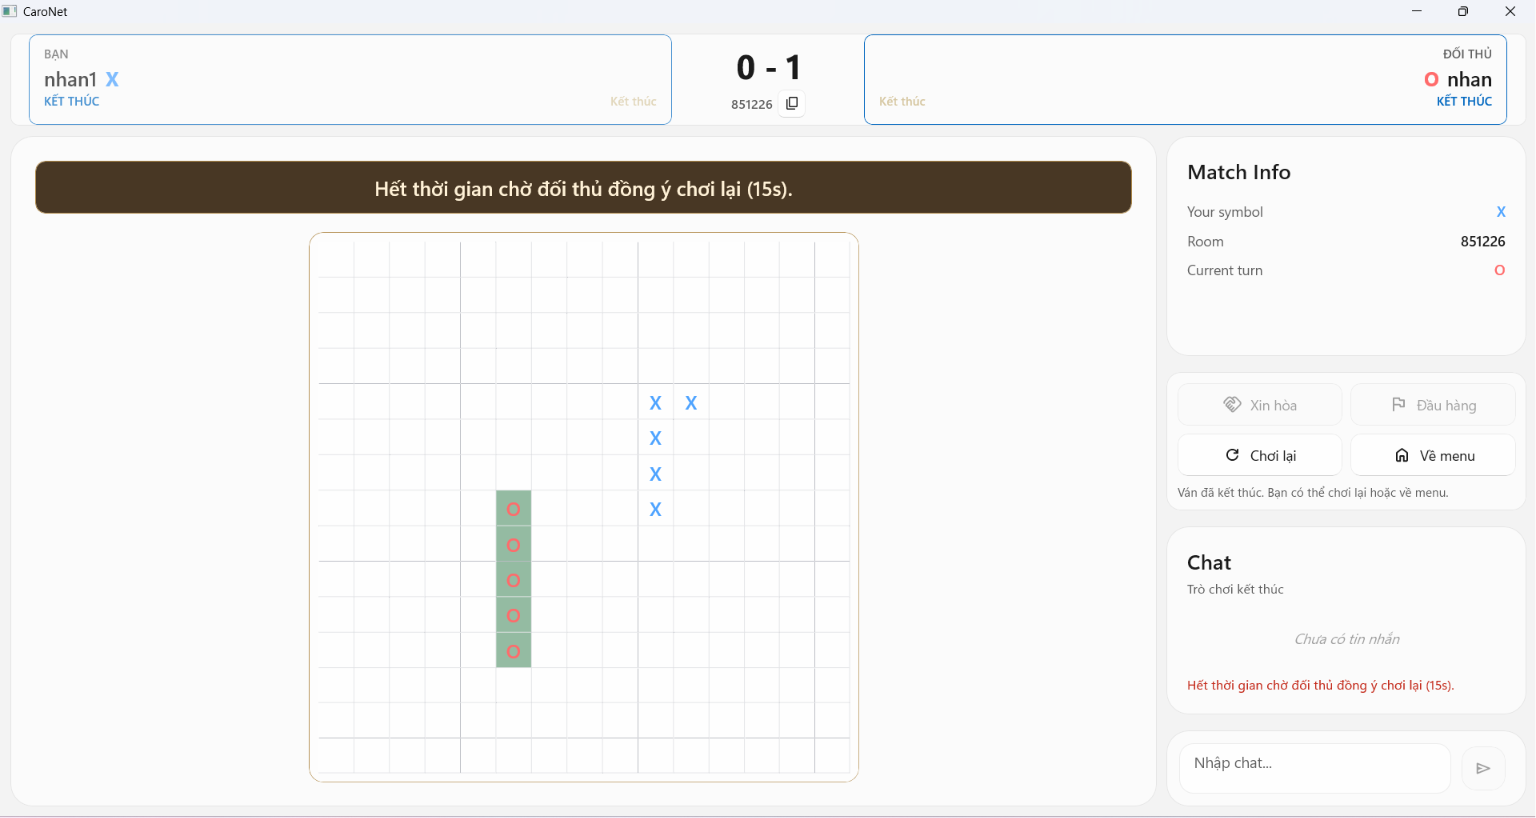 CaroNet
BẠN
nhan1 X
KẾT THÚC
Kết thúc
0 - 1
851226
ĐỐI THỦ
O nhan
Kết thúc
KẾT THÚC
Hết thời gian chờ đối thủ đồng ý chơi lại (15s).
X X
X
X
O X
O
O
O
O
Match Info
Your symbol X
Room 851226
Current turn O
Xin hòa
Đầu hàng
Chơi lại
Về menu
Ván đã kết thúc. Bạn có thể chơi lại hoặc về menu.
Chat
Trò chơi kết thúc
Chưa có tin nhắn
Hết thời gian chờ đối thủ đồng ý chơi lại (15s).
Nhập chat...